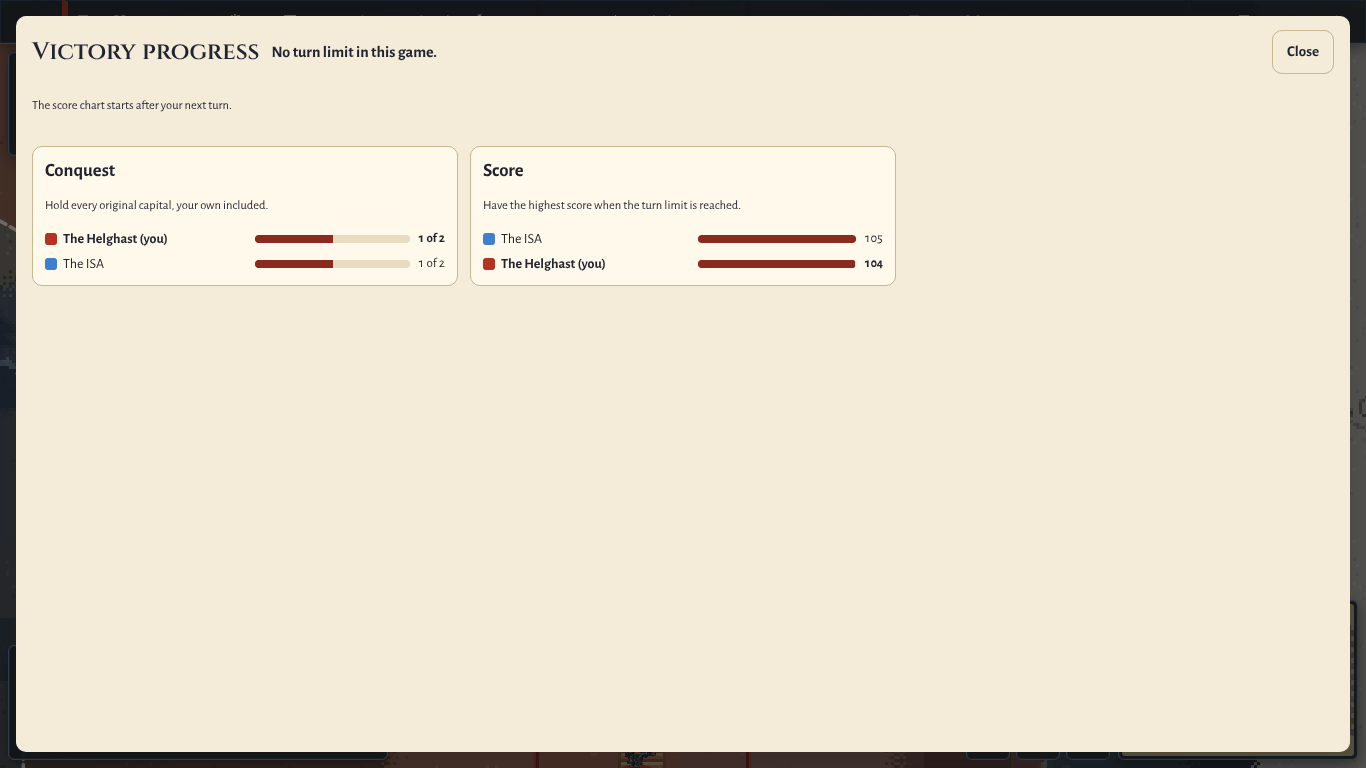 Victory progress No turn limit in this game. Close
The score chart starts after your next turn.
Conquest
Hold every original capital, your own included.
The Helghast (you) 1 of 2
The ISA 1 of 2
Score
Have the highest score when the turn limit is reached.
The ISA 105
The Helghast (you) 104